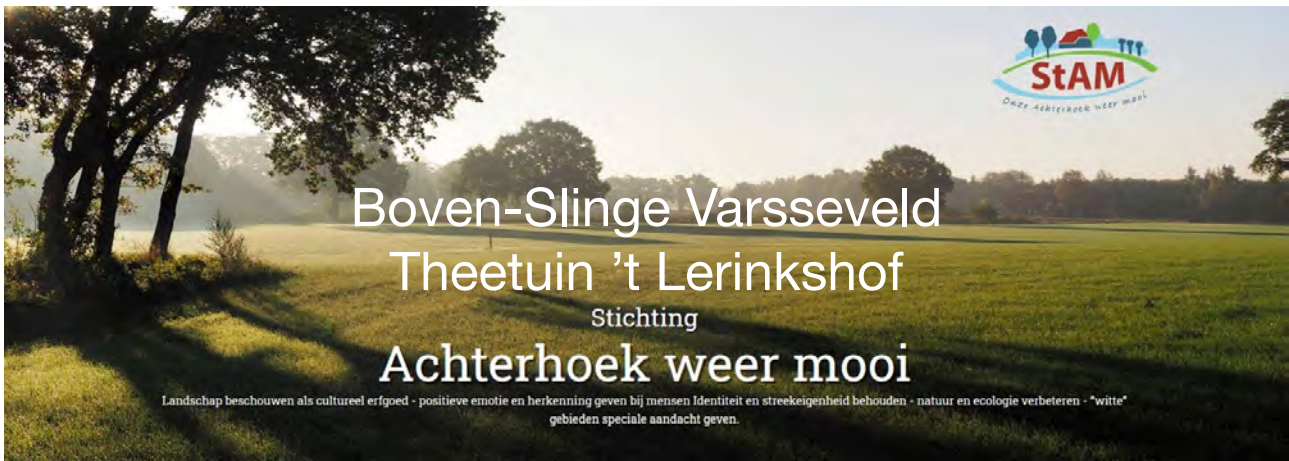 StAM
Onze Achterhoek weer mooi
Boven-Slinge Varsseveld
Theetuin ’t Lerinkshof
Stichting
Achterhoek weer mooi
Landschap beschouwen als cultureel erfgoed - positieve emotie en herkenning geven bij mensen Identiteit en streekeigenheid behouden - natuur en ecologie verbeteren - "witte"
gebieden speciale aandacht geven.